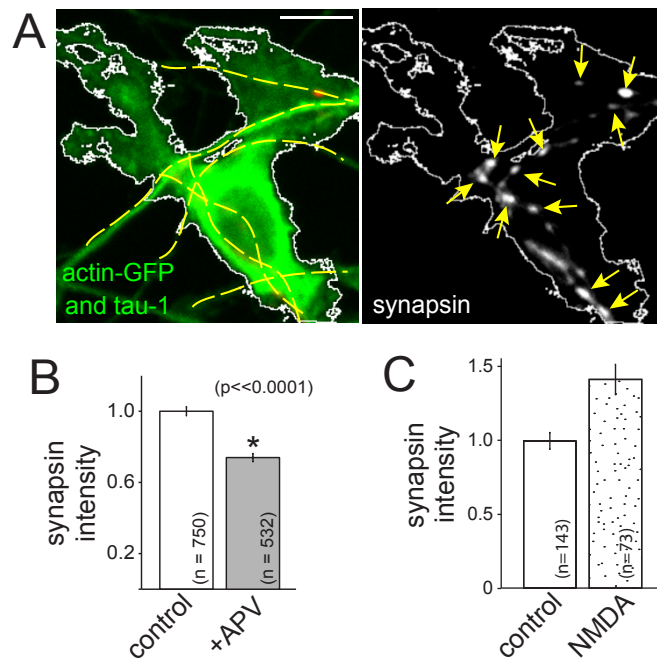 A
actin-GFP
and tau-1
synapsin
B
(p<<0.0001)
synapsin
intensity
1.0
0.6
0.2
*
(n = 750)
(n = 532)
control
+APV
C
synapsin
intensity
1.5
1.0
0.5
0
(n=143)
(n=73)
control
NMDA